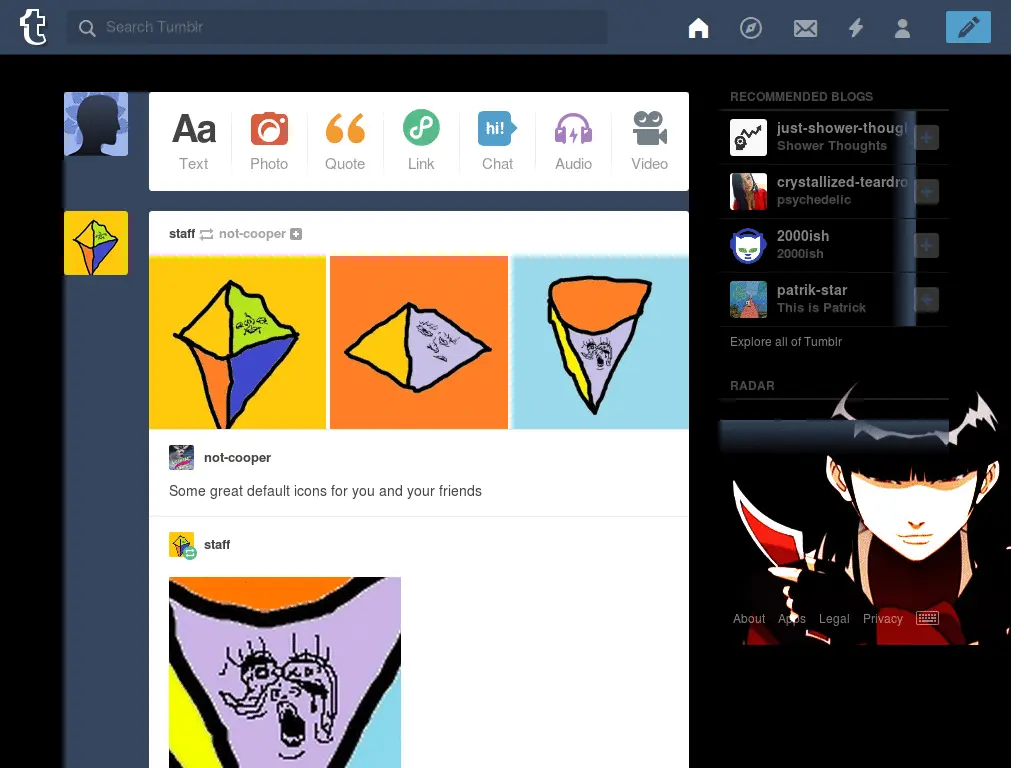 Search Tumblr
RECOMMENDED BLOGS
Aa
hi!
Text
Photo
Quote
Link
Chat
Audio
Video
just-shower-though
Shower Thoughts
crystallized-teardro
psychedelic
2000ish
2000ish
patrik-star
This is Patrick
Explore all of Tumblr
staff not-cooper
RADAR
not-cooper
Some great default icons for you and your friends
staff
About Apps Legal Privacy